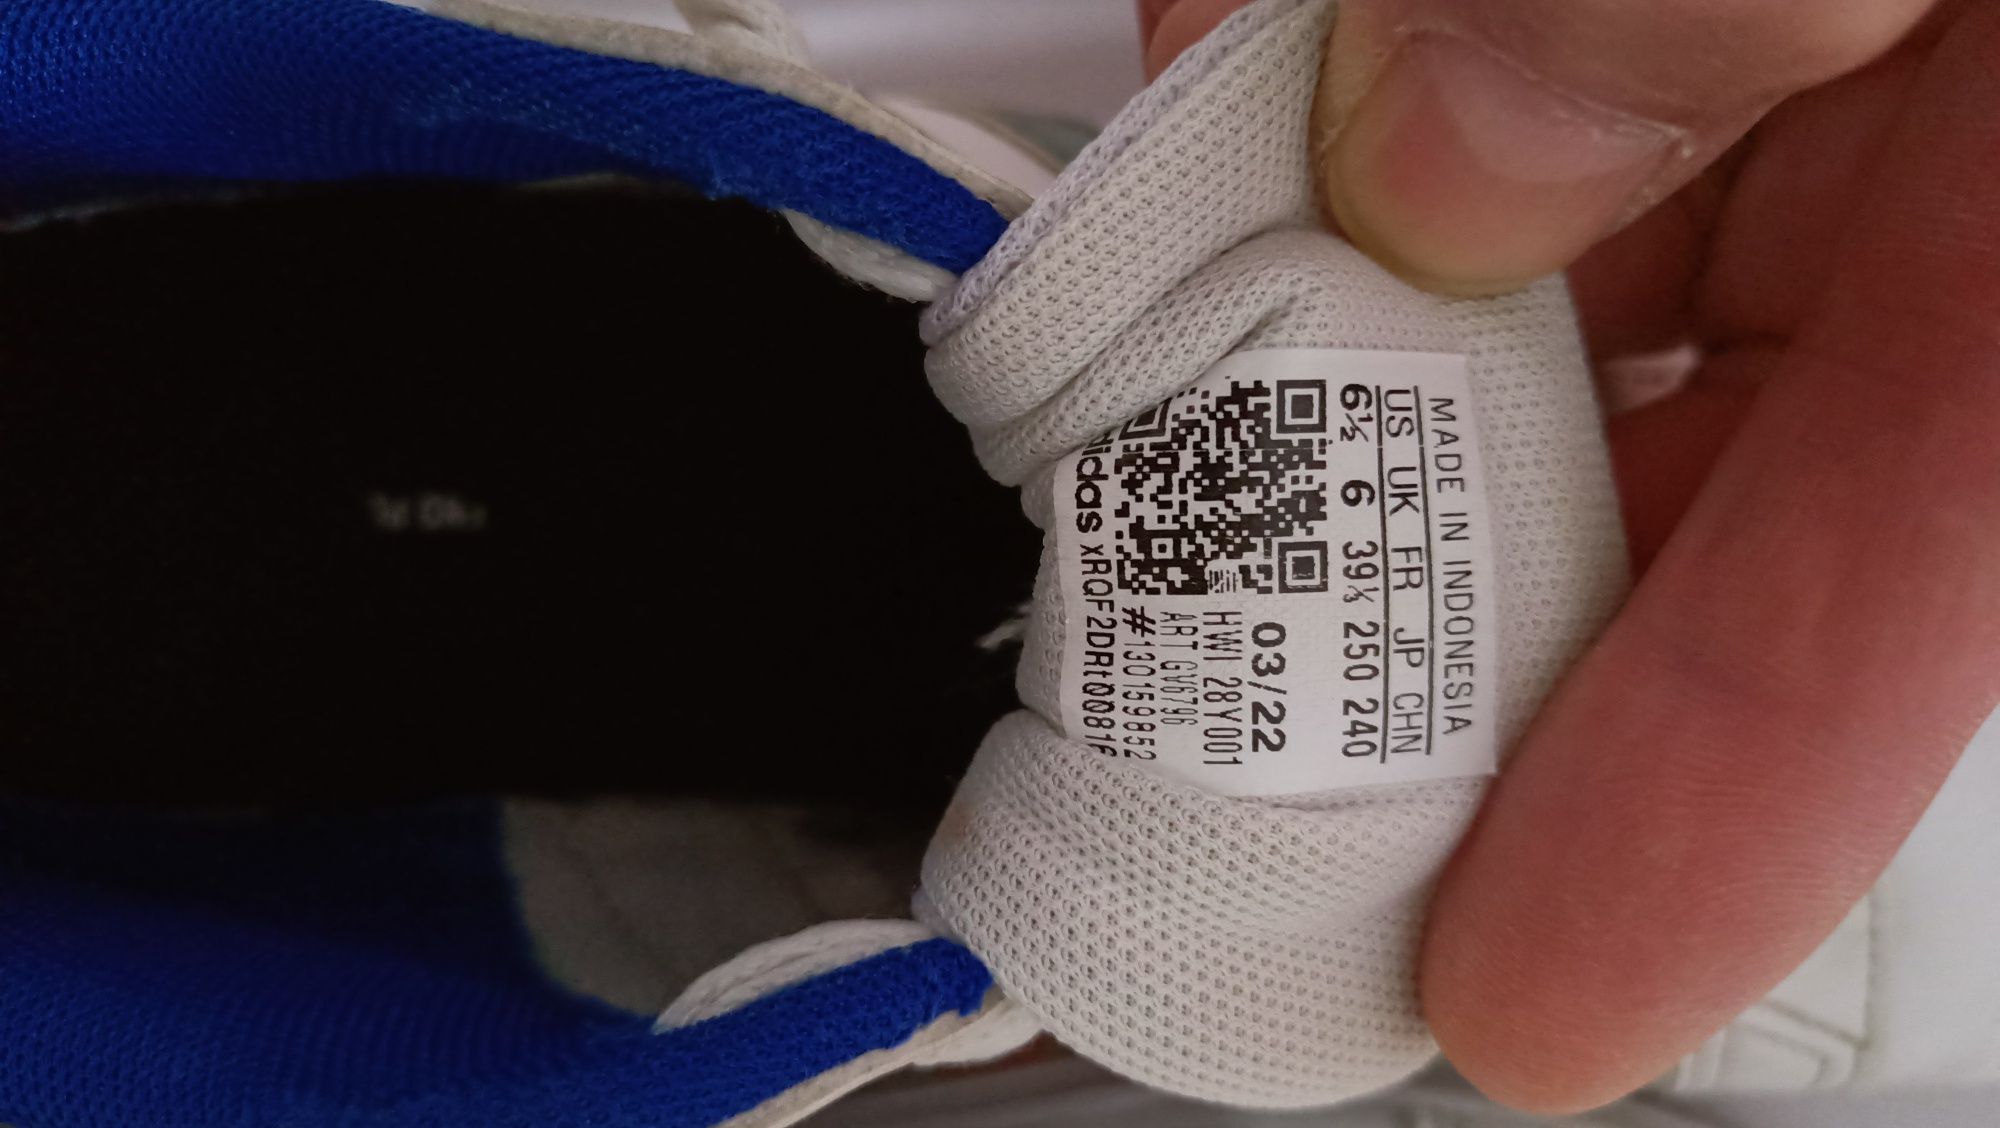 MADE IN INDONESIA
US UK FR JP CHN
6½ 6 39⅓ 250 240
03/22
HWI 28Y001
ART GV6796
#130159852
adidas xRQF2DRtQQ816